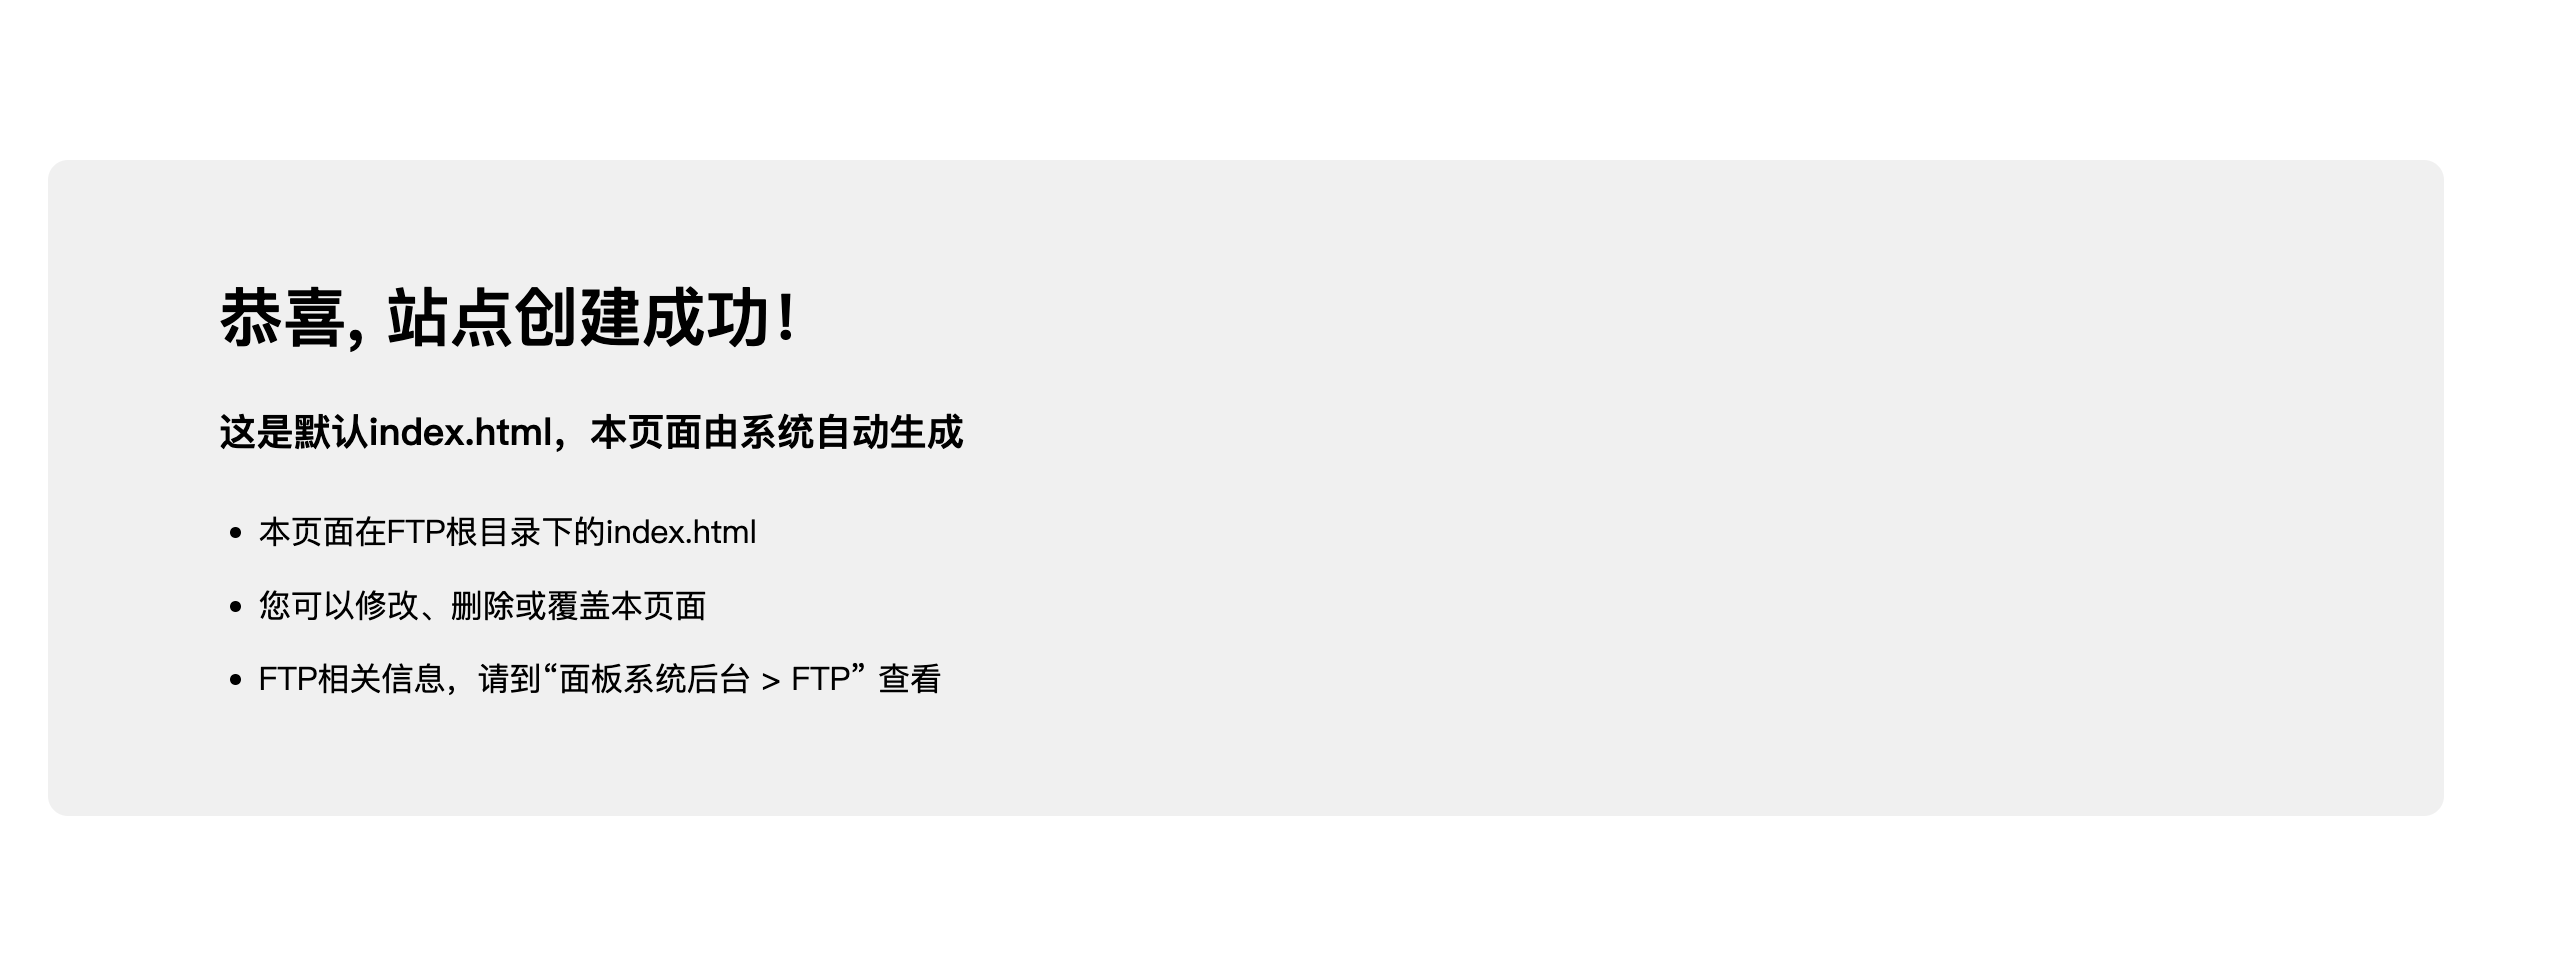 恭喜, 站点创建成功！
这是默认index.html，本页面由系统自动生成
本页面在FTP根目录下的index.html
您可以修改、删除或覆盖本页面
FTP相关信息，请到“面板系统后台 > FTP” 查看